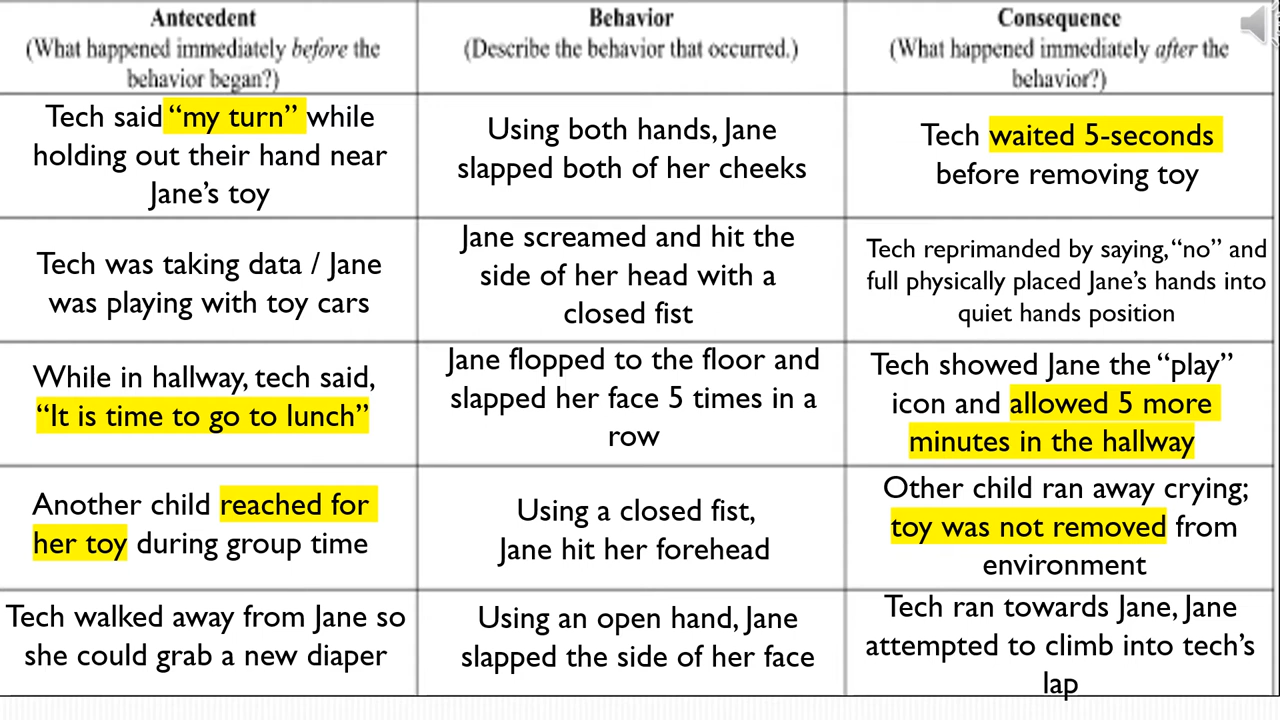 Antecedent
(What happened immediately before the
behavior began?)
Behavior
(Describe the behavior that occurred.)
Consequence
(What happened immediately after the
behavior?)
Tech said “my turn” while
holding out their hand near
Jane’s toy
Using both hands, Jane
slapped both of her cheeks
Tech waited 5-seconds
before removing toy
Tech was taking data / Jane
was playing with toy cars
Jane screamed and hit the
side of her head with a
closed fist
Tech reprimanded by saying, “no” and
full physically placed Jane’s hands into
quiet hands position
While in hallway, tech said,
“It is time to go to lunch”
Jane flopped to the floor and
slapped her face 5 times in a
row
Tech showed Jane the “play”
icon and allowed 5 more
minutes in the hallway
Another child reached for
her toy during group time
Using a closed fist,
Jane hit her forehead
Other child ran away crying;
toy was not removed from
environment
Tech walked away from Jane so
she could grab a new diaper
Using an open hand, Jane
slapped the side of her face
Tech ran towards Jane, Jane
attempted to climb into tech’s
lap